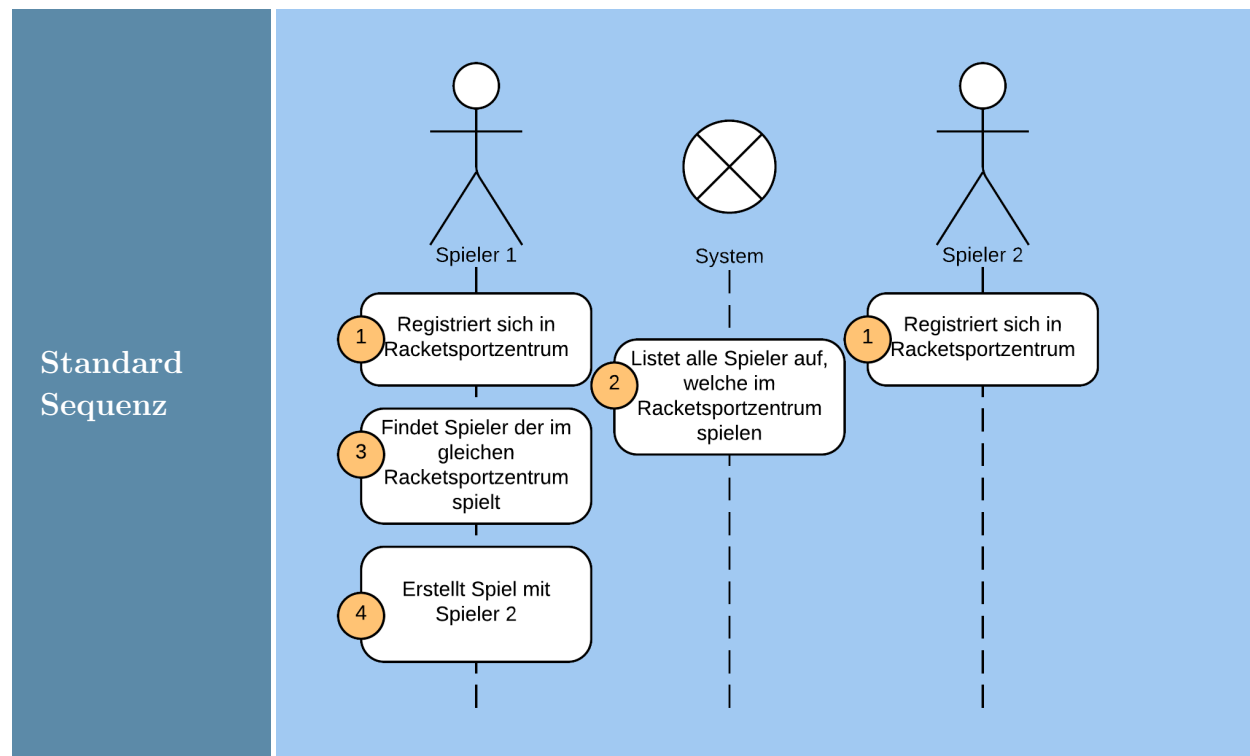 Standard
Sequenz
Spieler 1
System
Spieler 2
1
Registriert sich in
Racketsportzentrum
1
Registriert sich in
Racketsportzentrum
2
Listet alle Spieler auf,
welche im
Racketsportzentrum
spielen
3
Findet Spieler der im
gleichen
Racketsportzentrum
spielt
4
Erstellt Spiel mit
Spieler 2